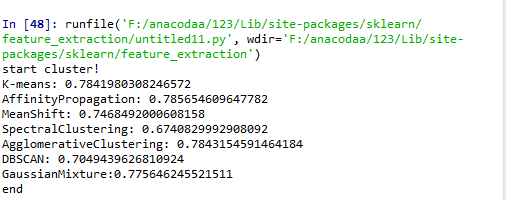 In [48]: runfile('F:/anacodaa/123/Lib/site-packages/sklearn/
feature_extraction/untitled11.py', wdir='F:/anacodaa/123/Lib/site-
packages/sklearn/feature_extraction')
start cluster!
K-means: 0.7841980308246572
AffinityPropagation: 0.785654609647782
MeanShift: 0.7468492000608158
SpectralClustering: 0.6740829992908092
AgglomerativeClustering: 0.7843154591464184
DBSCAN: 0.7049439626810924
GaussianMixture:0.775646245521511
end